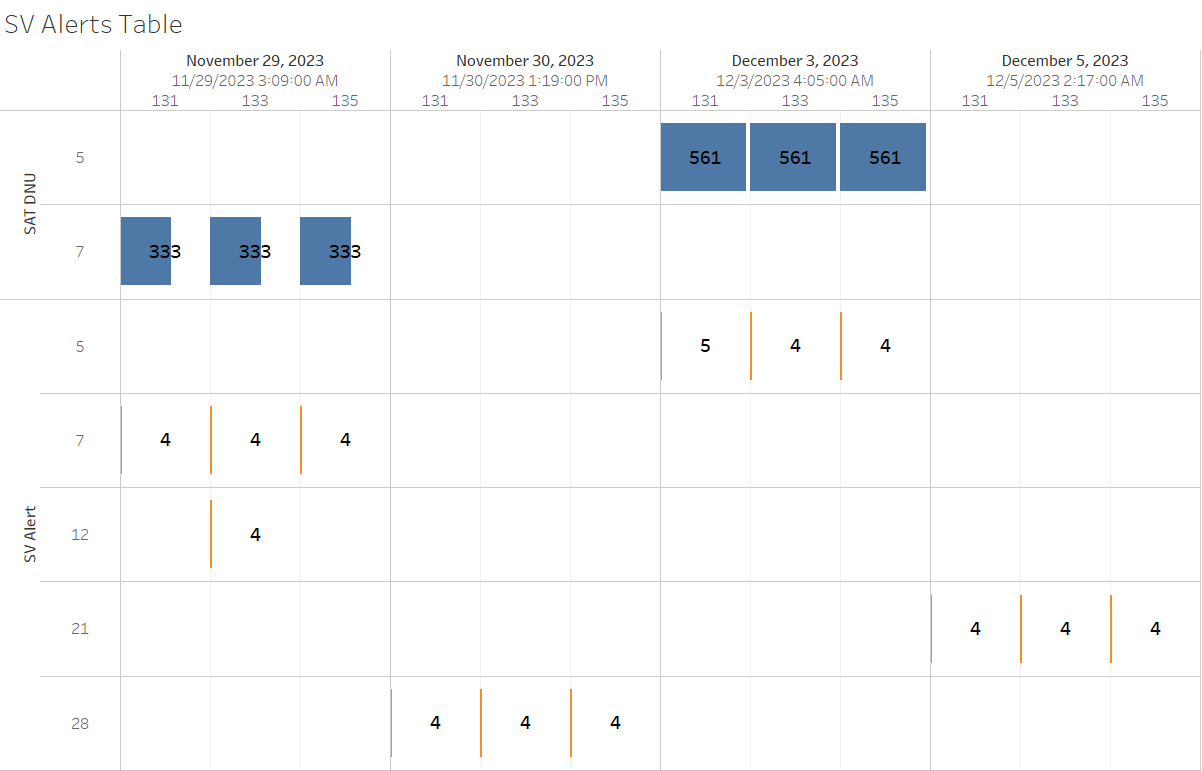 SV Alerts Table
November 29, 2023 November 30, 2023 December 3, 2023 December 5, 2023
11/29/2023 3:09:00 AM 11/30/2023 1:19:00 PM 12/3/2023 4:05:00 AM 12/5/2023 2:17:00 AM
131 133 135 131 133 135 131 133 135 131 133 135
SAT DNU
5 561 561 561
7 333 333 333
SV Alert
5 5 4 4
7 4 4 4
12 4
21 4 4 4
28 4 4 4